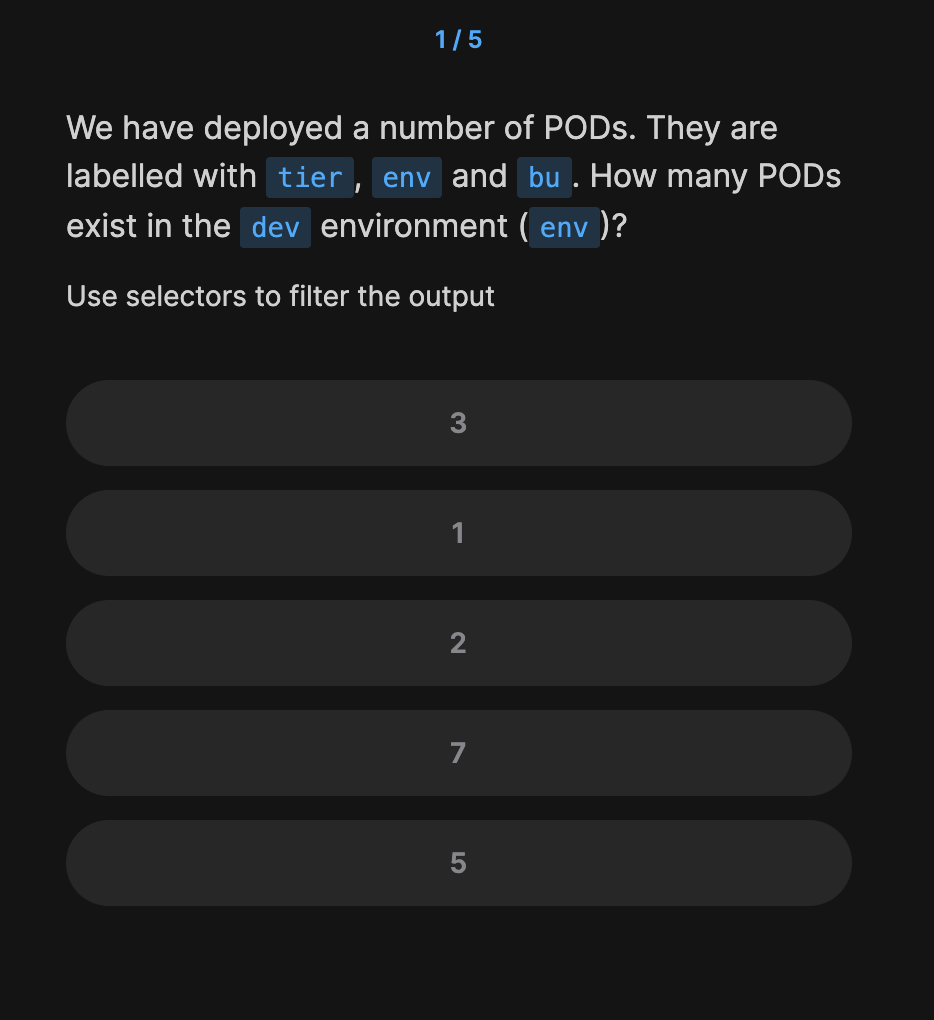 1 / 5
We have deployed a number of PODs. They are
labelled with tier, env and bu. How many PODs
exist in the dev environment (env)?
Use selectors to filter the output
3
1
2
7
5